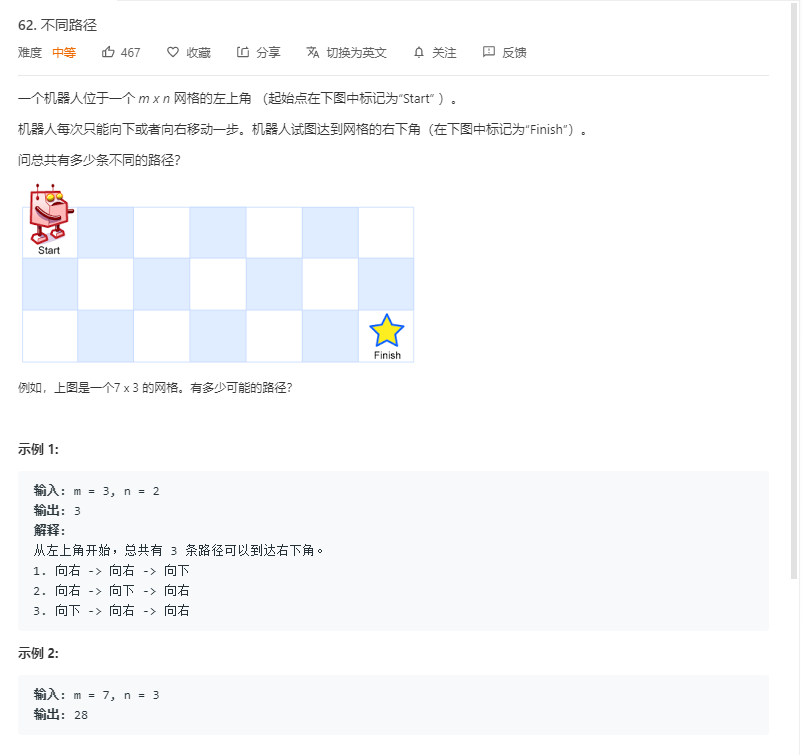 62. 不同路径
难度 中等 467 收藏 分享 切换为英文 关注 反馈
一个机器人位于一个 m x n 网格的左上角 （起始点在下图中标记为“Start” ）。
机器人每次只能向下或者向右移动一步。机器人试图达到网格的右下角（在下图中标记为“Finish”）。
问总共有多少条不同的路径？
Start
Finish
例如，上图是一个7 x 3 的网格。有多少可能的路径？
示例 1:
输入: m = 3, n = 2
输出: 3
解释:
从左上角开始，总共有 3 条路径可以到达右下角。
1. 向右 -> 向右 -> 向下
2. 向右 -> 向下 -> 向右
3. 向下 -> 向右 -> 向右
示例 2:
输入: m = 7, n = 3
输出: 28